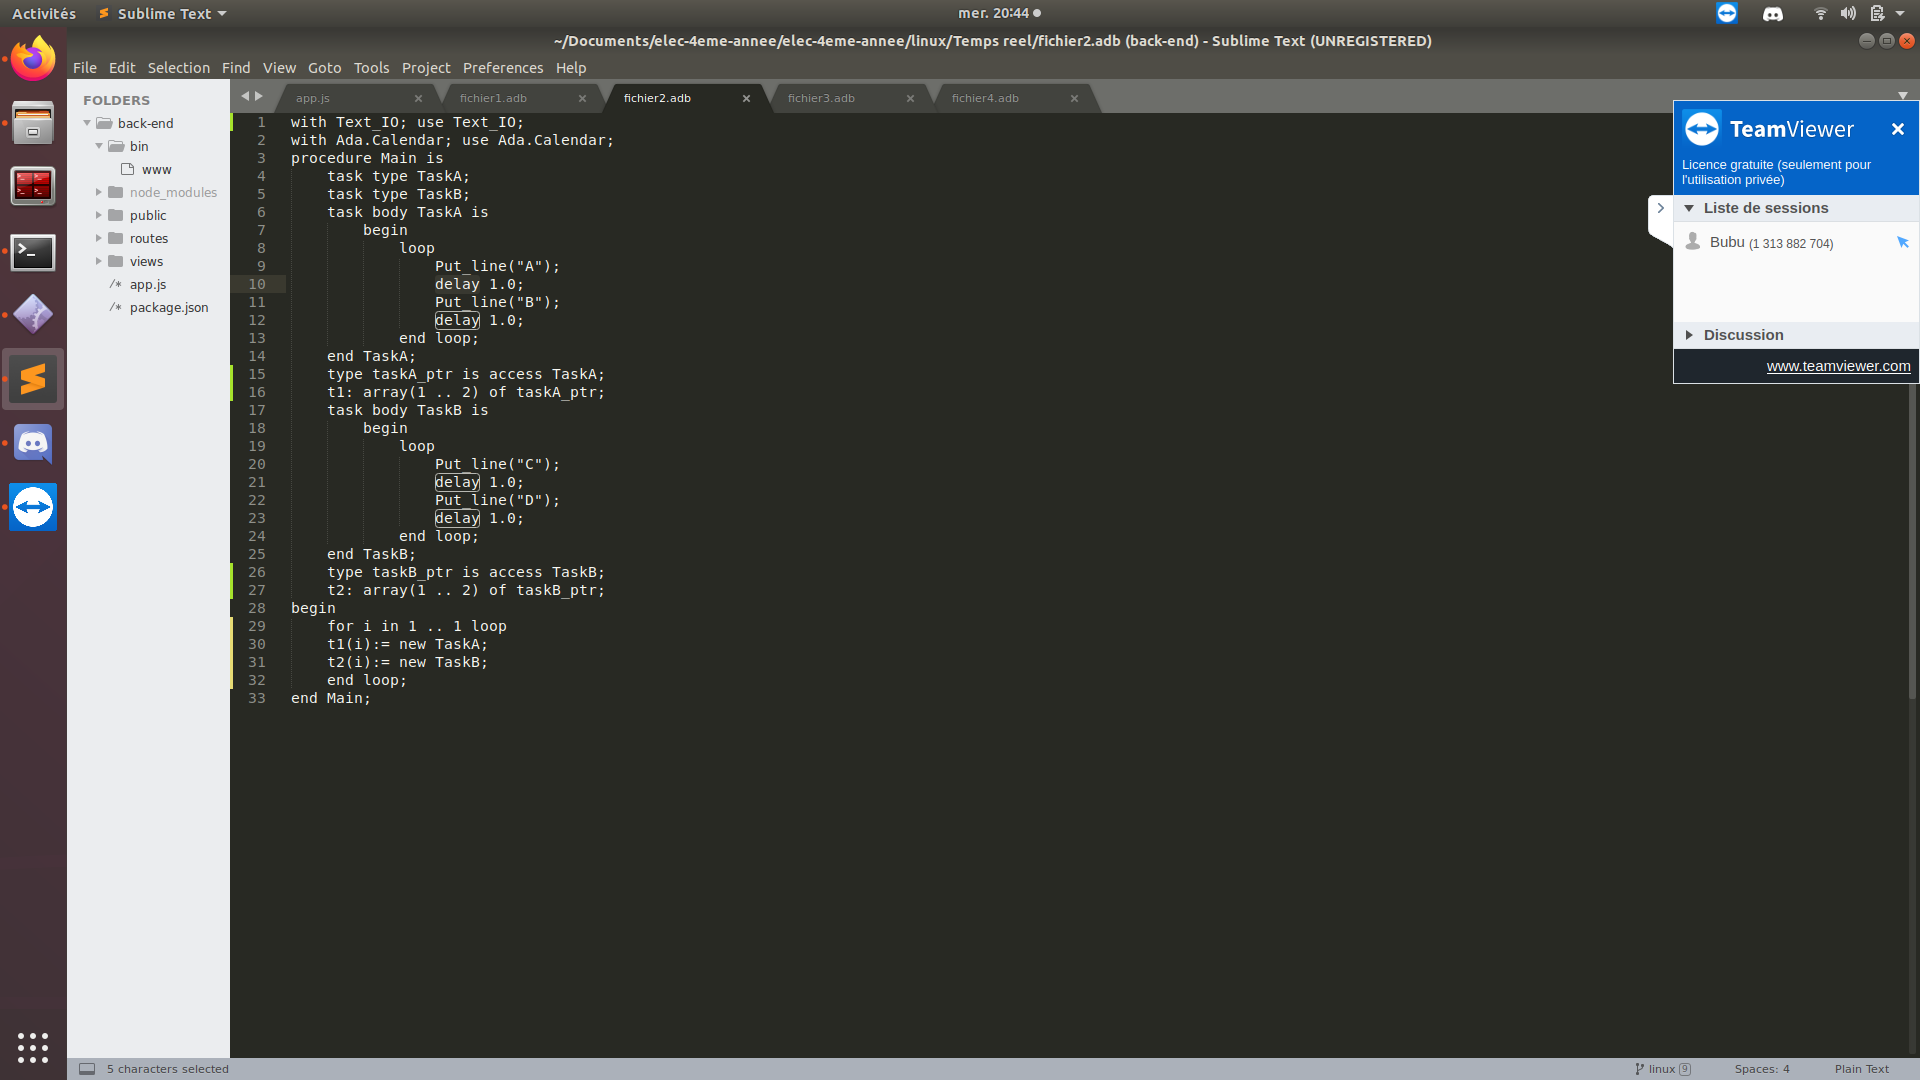 Activités
Sublime Text
mer. 20:44
~/Documents/elec-4eme-annee/elec-4eme-annee/linux/Temps reel/fichier2.adb (back-end) - Sublime Text (UNREGISTERED)
File Edit Selection Find View Goto Tools Project Preferences Help
FOLDERS
back-end
bin
www
node_modules
public
routes
views
/* app.js
/* package.json
app.js
fichier1.adb
fichier2.adb
fichier3.adb
fichier4.adb
1 with Text_IO; use Text_IO;
2 with Ada.Calendar; use Ada.Calendar;
3 procedure Main is
4 task type TaskA;
5 task type TaskB;
6 task body TaskA is
7 begin
8 loop
9 Put_line("A");
10 delay 1.0;
11 Put_line("B");
12 delay 1.0;
13 end loop;
14 end TaskA;
15 type taskA_ptr is access TaskA;
16 t1: array(1 .. 2) of taskA_ptr;
17 task body TaskB is
18 begin
19 loop
20 Put_line("C");
21 delay 1.0;
22 Put_line("D");
23 delay 1.0;
24 end loop;
25 end TaskB;
26 type taskB_ptr is access TaskB;
27 t2: array(1 .. 2) of taskB_ptr;
28 begin
29 for i in 1 .. 1 loop
30 t1(i):= new TaskA;
31 t2(i):= new TaskB;
32 end loop;
33 end Main;
TeamViewer
Licence gratuite (seulement pour
l'utilisation privée)
Liste de sessions
Bubu (1 313 882 704)
Discussion
www.teamviewer.com
5 characters selected
linux 9
Spaces: 4
Plain Text